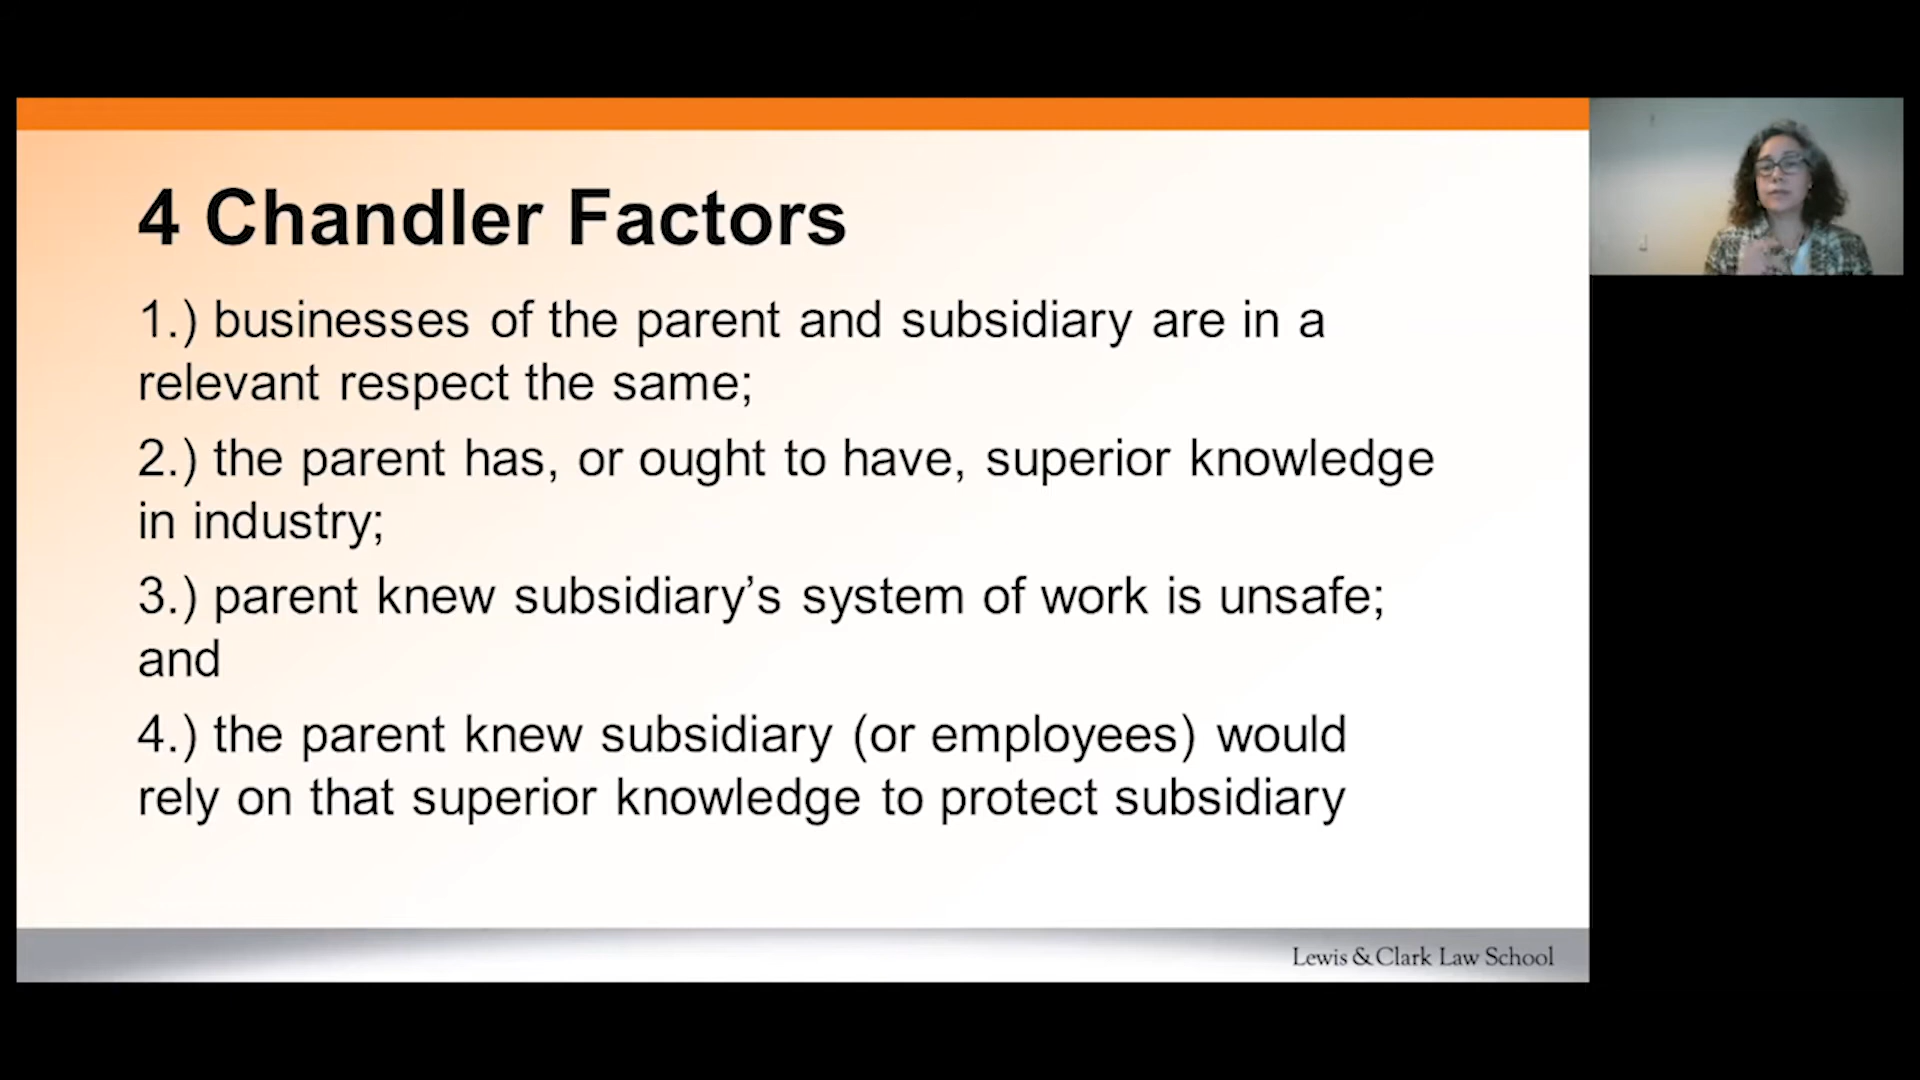 4 Chandler Factors
1.) businesses of the parent and subsidiary are in a
relevant respect the same;
2.) the parent has, or ought to have, superior knowledge
in industry;
3.) parent knew subsidiary’s system of work is unsafe;
and
4.) the parent knew subsidiary (or employees) would
rely on that superior knowledge to protect subsidiary
Lewis & Clark Law School